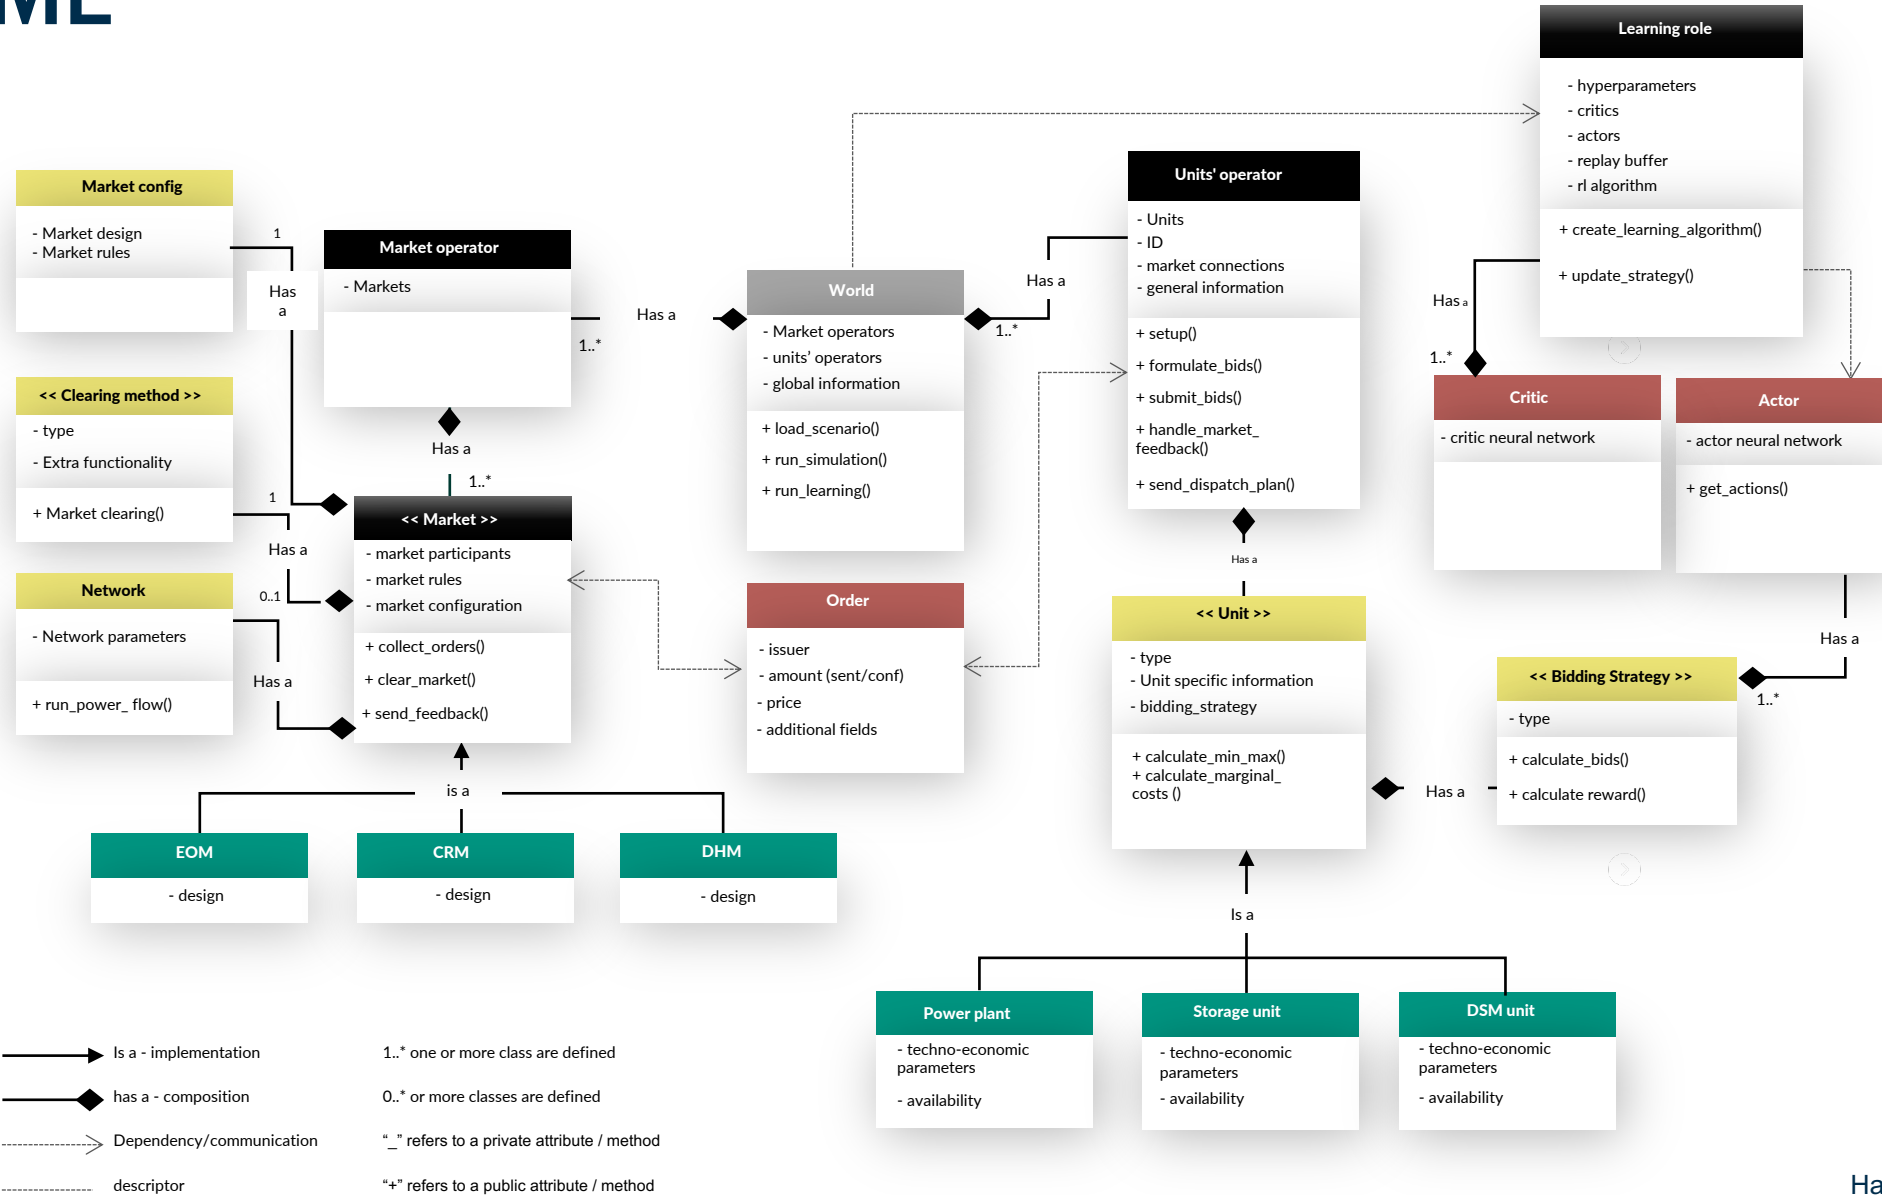 ME
Learning role
- hyperparameters
- critics
- actors
- replay buffer
- rl algorithm
+ create_learning_algorithm()
+ update_strategy()
Market config
- Market design
- Market rules
1
Has
a
Market operator
- Markets
Has a
1..*
World
- Market operators
- units’ operators
- global information
+ load_scenario()
+ run_simulation()
+ run_learning()
Has a
1..*
Units' operator
- Units
- ID
- market connections
- general information
+ setup()
+ formulate_bids()
+ submit_bids()
+ handle_market_
feedback()
+ send_dispatch_plan()
Has a
1..*
Critic
- critic neural network
Actor
- actor neural network
+ get_actions()
<< Clearing method >>
- type
- Extra functionality
+ Market clearing()
1
Has a
0..1
Has a
1..*
<< Market >>
- market participants
- market rules
- market configuration
+ collect_orders()
+ clear_market()
+ send_feedback()
Network
- Network parameters
+ run_power_ flow()
Has a
Order
- issuer
- amount (sent/conf)
- price
- additional fields
Has a
<< Unit >>
- type
- Unit specific information
- bidding_strategy
+ calculate_min_max()
+ calculate_marginal_
costs ()
Has a
<< Bidding Strategy >>
- type
+ calculate_bids()
+ calculate reward()
Has a
1..*
is a
EOM
- design
CRM
- design
DHM
- design
Is a
Power plant
- techno-economic
parameters
- availability
Storage unit
- techno-economic
parameters
- availability
DSM unit
- techno-economic
parameters
- availability
Is a - implementation
1..* one or more class are defined
has a - composition
0..* or more classes are defined
Dependency/communication
“_” refers to a private attribute / method
descriptor
“+” refers to a public attribute / method
Ha